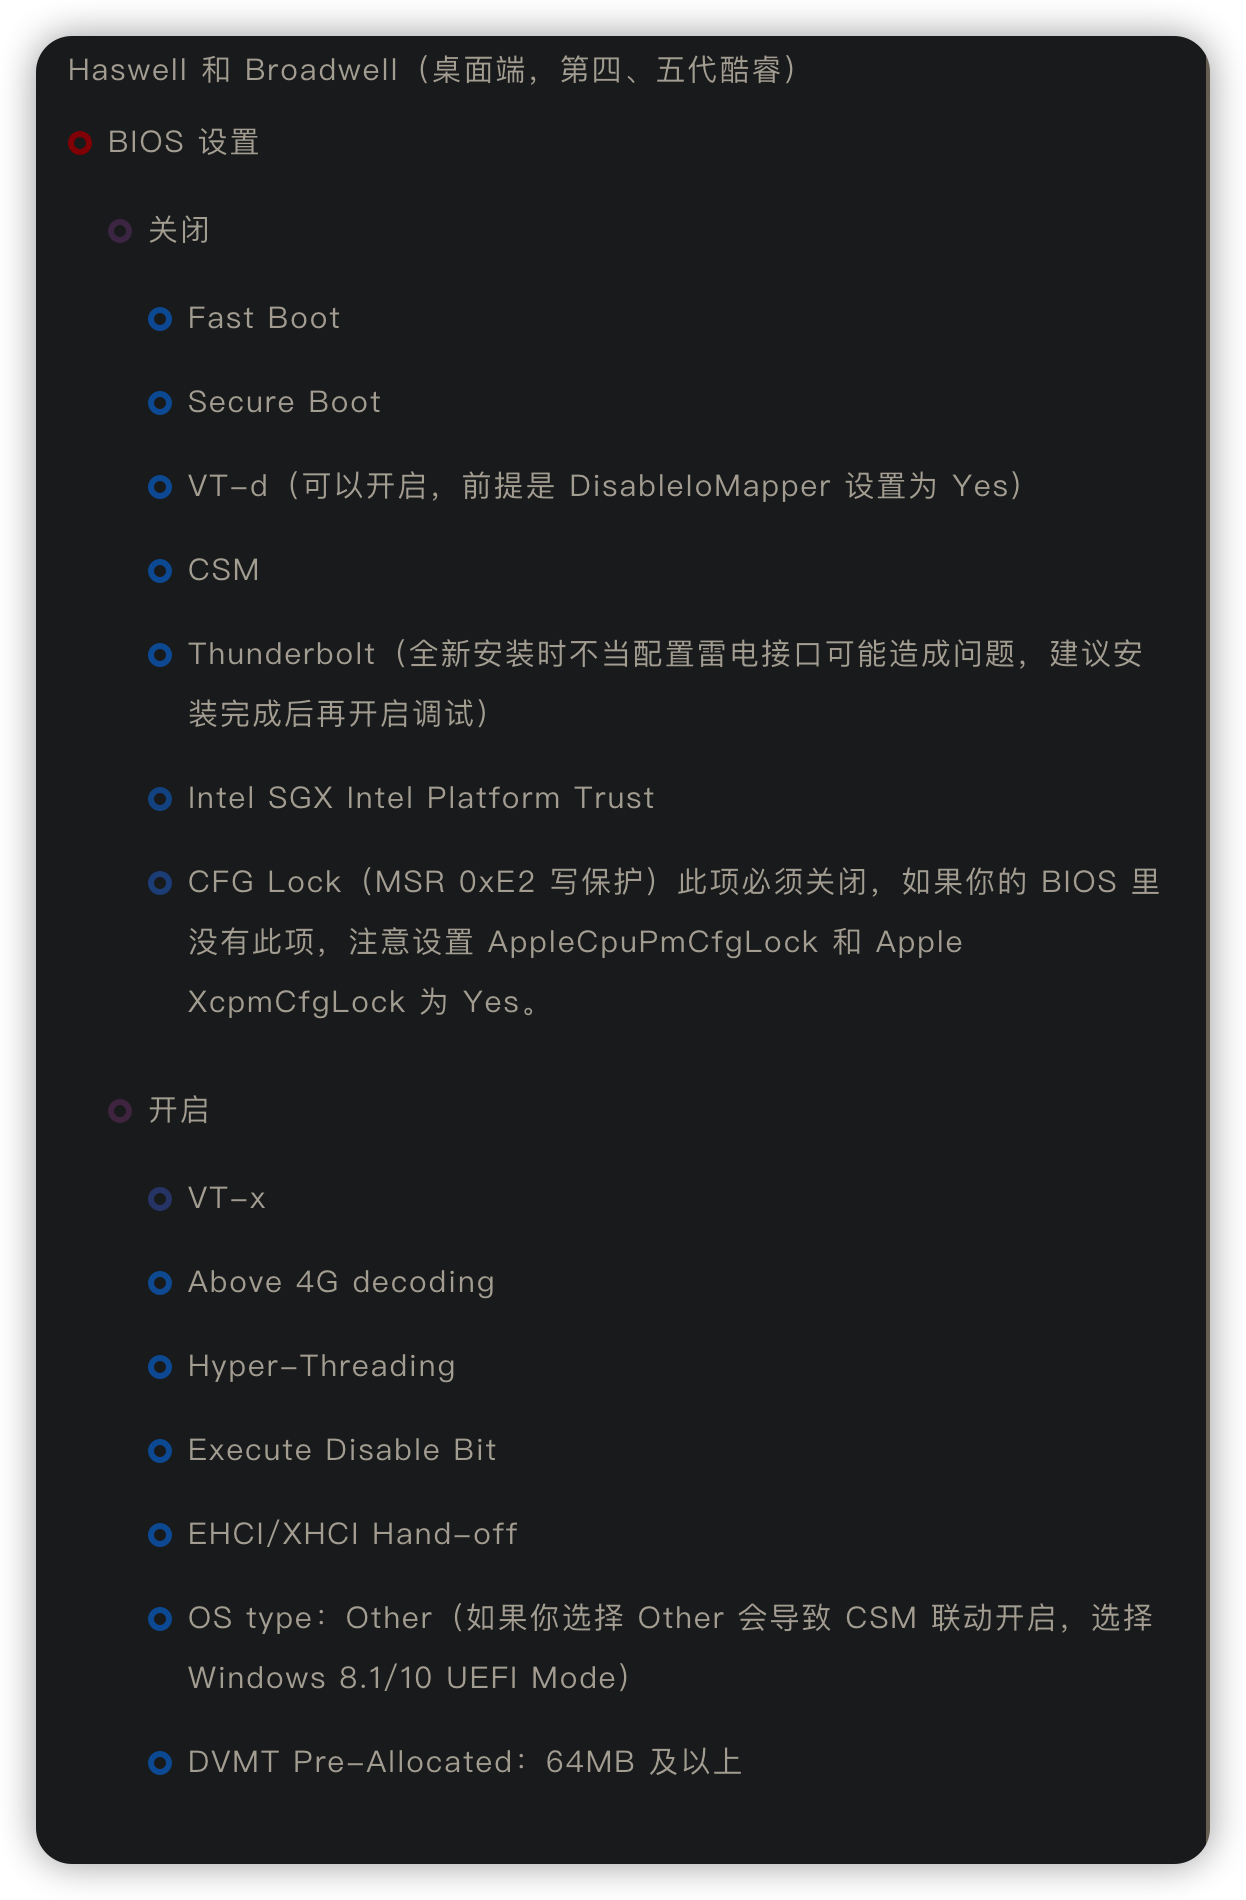 Haswell 和 Broadwell（桌面端，第四、五代酷睿）
BIOS 设置
关闭
Fast Boot
Secure Boot
VT-d（可以开启，前提是 DisableIoMapper 设置为 Yes）
CSM
Thunderbolt（全新安装时不当配置雷电接口可能造成问题，建议安
装完成后再开启调试）
Intel SGX Intel Platform Trust
CFG Lock（MSR 0xE2 写保护）此项必须关闭，如果你的 BIOS 里
没有此项，注意设置 AppleCpuPmCfgLock 和 Apple
XcpmCfgLock 为 Yes。
开启
VT-x
Above 4G decoding
Hyper-Threading
Execute Disable Bit
EHCI/XHCI Hand-off
OS type：Other（如果你选择 Other 会导致 CSM 联动开启，选择
Windows 8.1/10 UEFI Mode）
DVMT Pre-Allocated：64MB 及以上